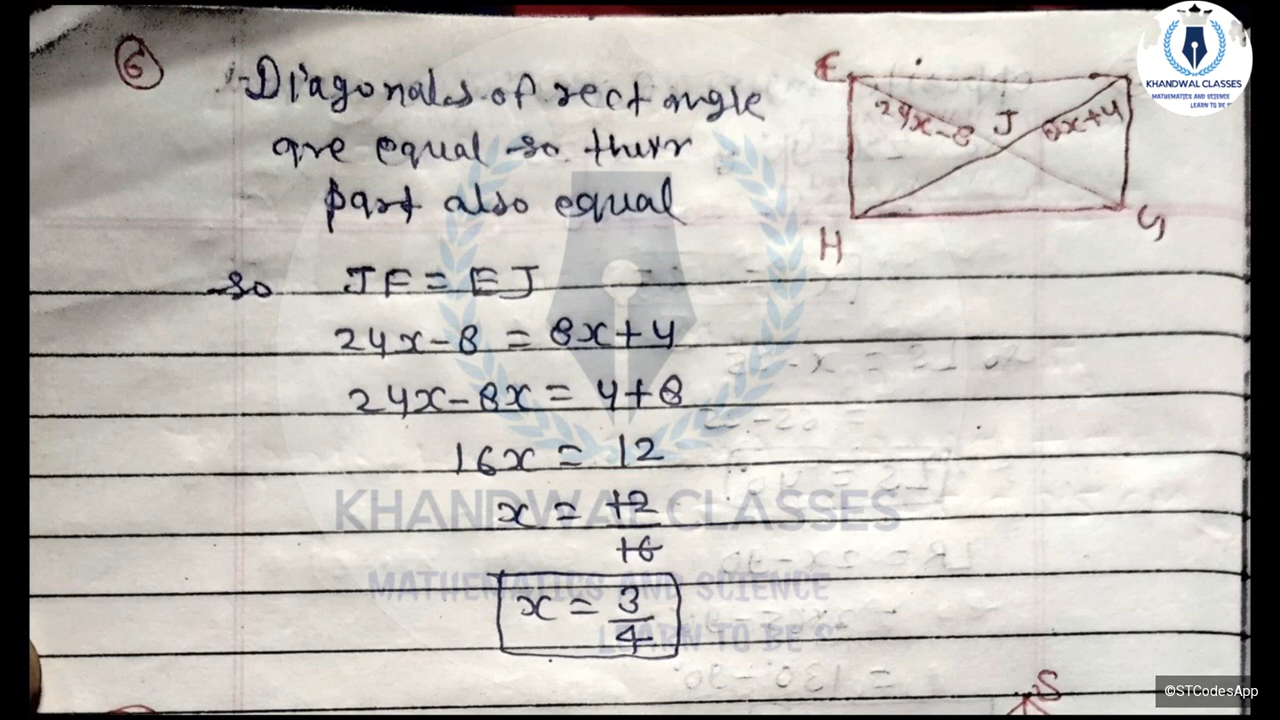 6
Diagonals of rectangle
are equal so their
part also equal
so JF = EJ
24x-8 = 8x+4
24x-8x = 4+8
16x = 12
x = 12/16
x = 3/4
E
24x-8 J 8x+4
H G
S
KHANDWAL CLASSES
MATHEMATICS AND SCIENCE
KHANDWAL CLASSES
MATHEMATICS AND SCIENCE
LEARN TO BE
©STCodesApp